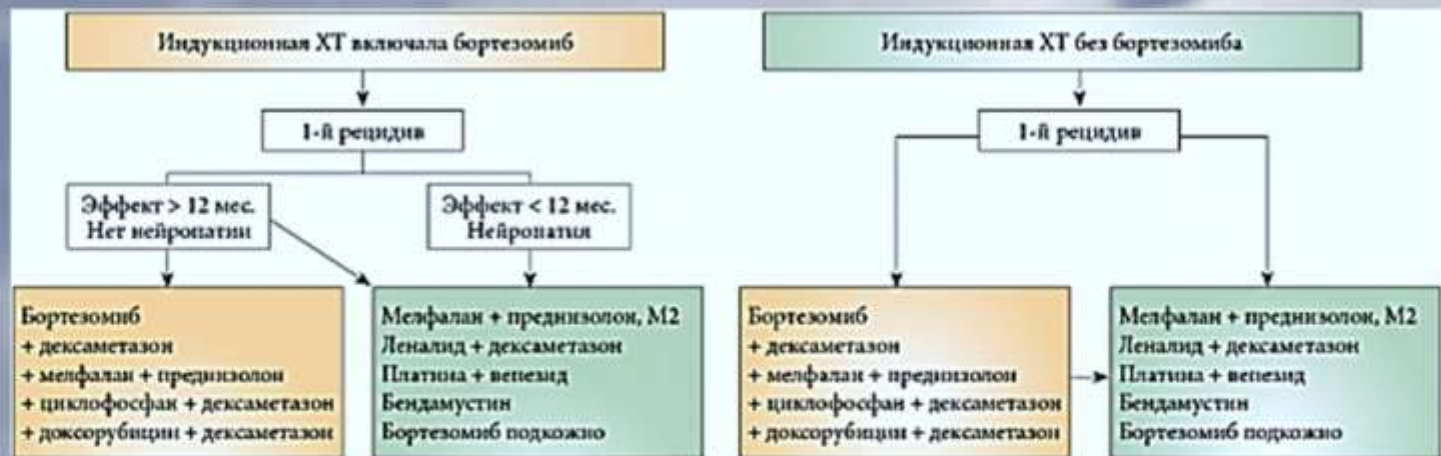 Индукционная ХТ включала бортезомиб
1-й рецидив
Эффект > 12 мес.
Нет нейропатии
Эффект < 12 мес.
Нейропатия
Бортезомиб
+ дексаметазон
+ мелфалан + преднизолон
+ циклофосфан + дексаметазон
+ доксорубицин + дексаметазон
Мелфалан + преднизолон, М2
Леналид + дексаметазон
Платина + вепезид
Бендамустин
Бортезомиб подкожно
Индукционная ХТ без бортезомиба
1-й рецидив
Бортезомиб
+ дексаметазон
+ мелфалан + преднизолон
+ циклофосфан + дексаметазон
+ доксорубицин + дексаметазон
Мелфалан + преднизолон, М2
Леналид + дексаметазон
Платина + вепезид
Бендамустин
Бортезомиб подкожно